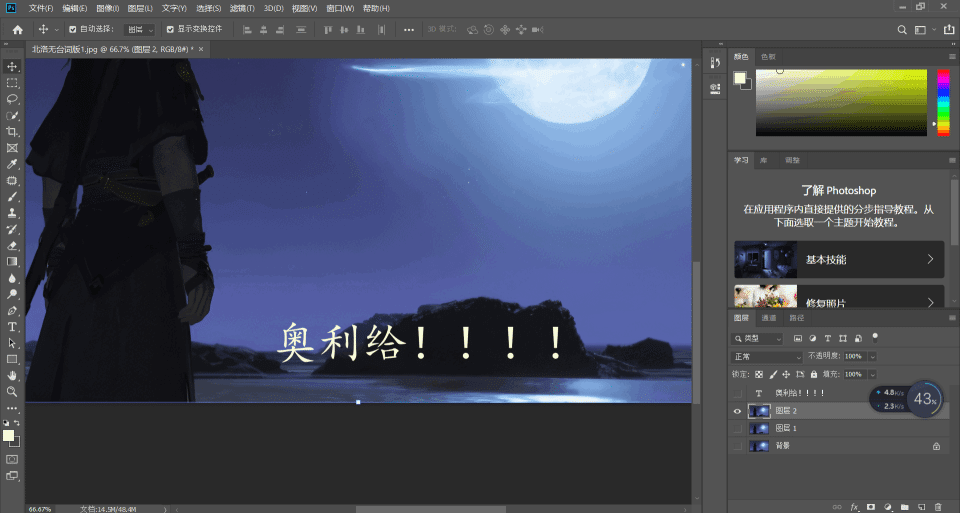 Ps 文件(F) 编辑(E) 图像(I) 图层(L) 文字(Y) 选择(S) 滤镜(T) 3D(D) 视图(V) 窗口(W) 帮助(H)
自动选择: 图层 显示变换控件 3D 模式:
北洛无台词版1.jpg @ 66.7% (图层 2, RGB/8#) *
颜色 色板
学习 库 调整
了解 Photoshop
在应用程序内直接提供的分步指导教程。从
下面选取一个主题开始教程。
基本技能
修复照片
奥利给！！！！
图层 通道 路径
类型
正常 不透明度: 100%
锁定: 填充: 100%
T 奥利给！！！！
图层 2
图层 1
背景
4.8K/s
2.3K/s
43%
66.67% 文档:14.5M/48.4M